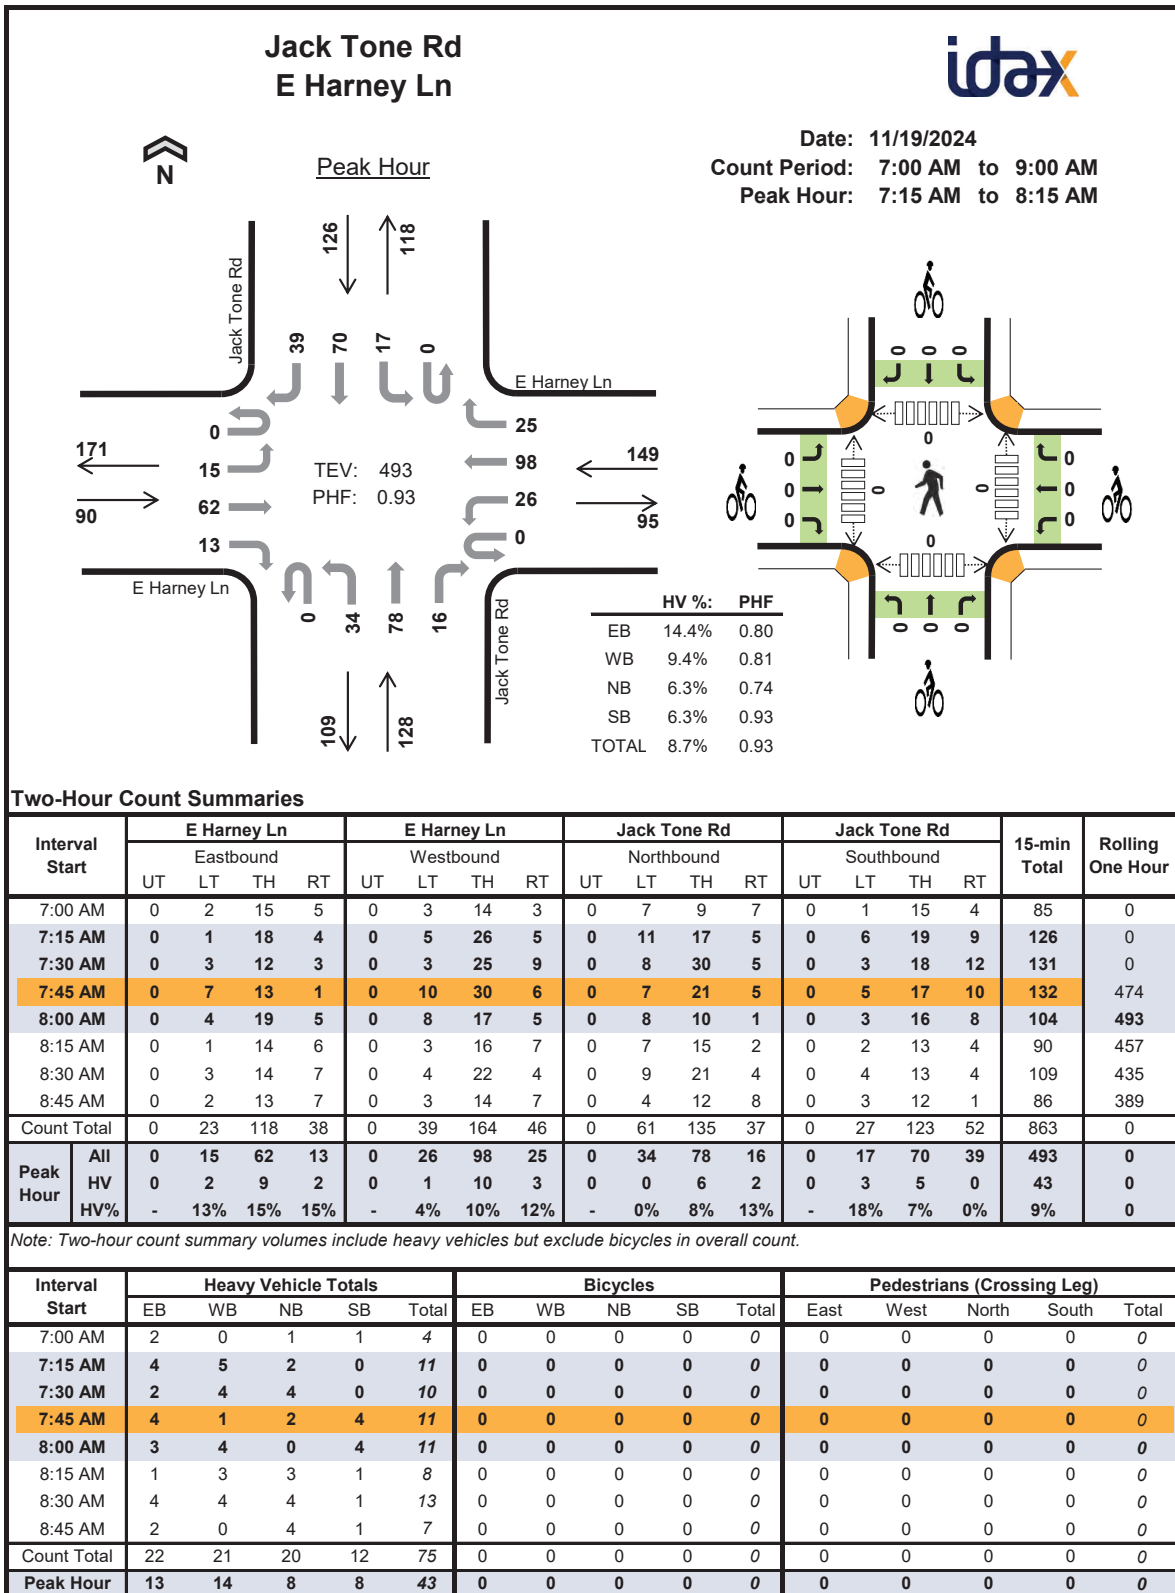 Jack Tone Rd
E Harney Ln
idax
Date: 11/19/2024
Count Period: 7:00 AM to 9:00 AM
Peak Hour: 7:15 AM to 8:15 AM
N
Peak Hour
126
118
Jack Tone Rd
39
70
17
0
E Harney Ln
0
25
171
15
TEV: 493
98
149
90
62
PHF: 0.93
26
95
13
0
E Harney Ln
0
34
78
16
Jack Tone Rd
109
128
HV %: PHF
EB 14.4% 0.80
WB 9.4% 0.81
NB 6.3% 0.74
SB 6.3% 0.93
TOTAL 8.7% 0.93
0 0 0
0
0 0
0 0 0 0
0 0
0
0 0 0
Two-Hour Count Summaries
Interval Start E Harney Ln E Harney Ln Jack Tone Rd Jack Tone Rd 15-min Total Rolling One Hour
Eastbound Westbound Northbound Southbound
UT LT TH RT UT LT TH RT UT LT TH RT UT LT TH RT
7:00 AM 0 2 15 5 0 3 14 3 0 7 9 7 0 1 15 4 85 0
7:15 AM 0 1 18 4 0 5 26 5 0 11 17 5 0 6 19 9 126 0
7:30 AM 0 3 12 3 0 3 25 9 0 8 30 5 0 3 18 12 131 0
7:45 AM 0 7 13 1 0 10 30 6 0 7 21 5 0 5 17 10 132 474
8:00 AM 0 4 19 5 0 8 17 5 0 8 10 1 0 3 16 8 104 493
8:15 AM 0 1 14 6 0 3 16 7 0 7 15 2 0 2 13 4 90 457
8:30 AM 0 3 14 7 0 4 22 4 0 9 21 4 0 4 13 4 109 435
8:45 AM 0 2 13 7 0 3 14 7 0 4 12 8 0 3 12 1 86 389
Count Total 0 23 118 38 0 39 164 46 0 61 135 37 0 27 123 52 863 0
Peak Hour All 0 15 62 13 0 26 98 25 0 34 78 16 0 17 70 39 493 0
HV 0 2 9 2 0 1 10 3 0 0 6 2 0 3 5 0 43 0
HV% - 13% 15% 15% - 4% 10% 12% - 0% 8% 13% - 18% 7% 0% 9% 0
Note: Two-hour count summary volumes include heavy vehicles but exclude bicycles in overall count.
Interval Start Heavy Vehicle Totals Bicycles Pedestrians (Crossing Leg)
EB WB NB SB Total EB WB NB SB Total East West North South Total
7:00 AM 2 0 1 1 4 0 0 0 0 0 0 0 0 0 0
7:15 AM 4 5 2 0 11 0 0 0 0 0 0 0 0 0 0
7:30 AM 2 4 4 0 10 0 0 0 0 0 0 0 0 0 0
7:45 AM 4 1 2 4 11 0 0 0 0 0 0 0 0 0 0
8:00 AM 3 4 0 4 11 0 0 0 0 0 0 0 0 0 0
8:15 AM 1 3 3 1 8 0 0 0 0 0 0 0 0 0 0
8:30 AM 4 4 4 1 13 0 0 0 0 0 0 0 0 0 0
8:45 AM 2 0 4 1 7 0 0 0 0 0 0 0 0 0 0
Count Total 22 21 20 12 75 0 0 0 0 0 0 0 0 0 0
Peak Hour 13 14 8 8 43 0 0 0 0 0 0 0 0 0 0